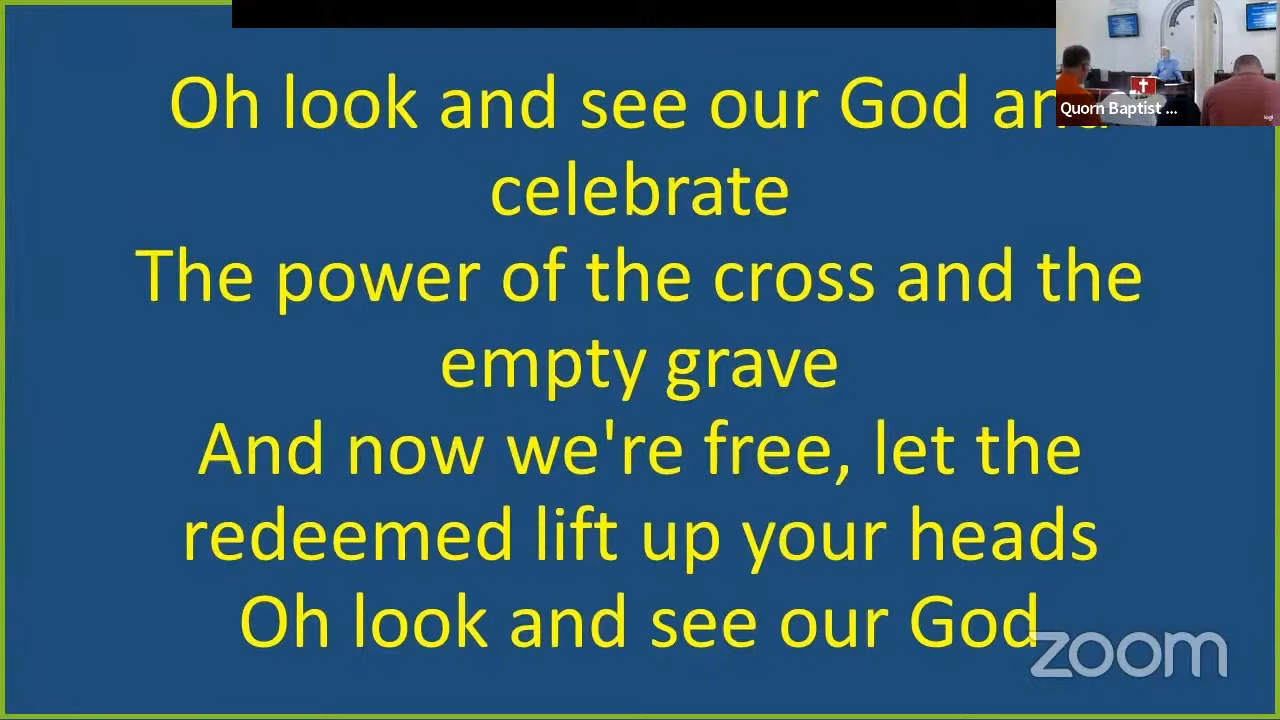 Oh look and see our God and
celebrate
The power of the cross and the
empty grave
And now we're free, let the
redeemed lift up your heads
Oh look and see our God
Quorn Baptist ...
logi
zoom